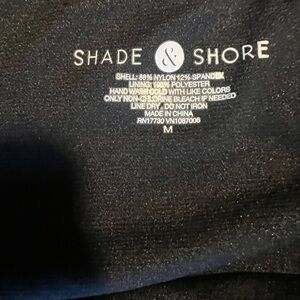 SHADE & SHORE
SHELL: 88% NYLON 12% SPANDEX
LINING: 100% POLYESTER
HAND WASH COLD WITH LIKE COLORS
ONLY NON-CHLORINE BLEACH IF NEEDED
LINE DRY, DO NOT IRON
MADE IN CHINA
RN17730 VN1087006
M